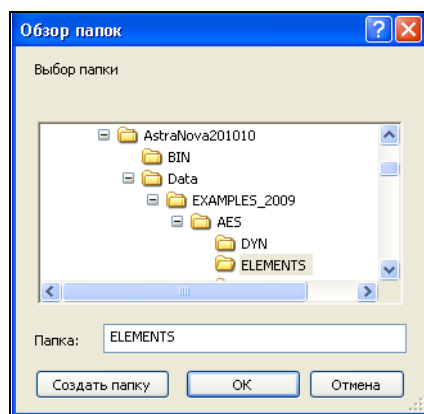 Обзор папок
Выбор папки
AstraNova201010
BIN
Data
EXAMPLES_2009
AES
DYN
ELEMENTS
Папка: ELEMENTS
Создать папку OK Отмена